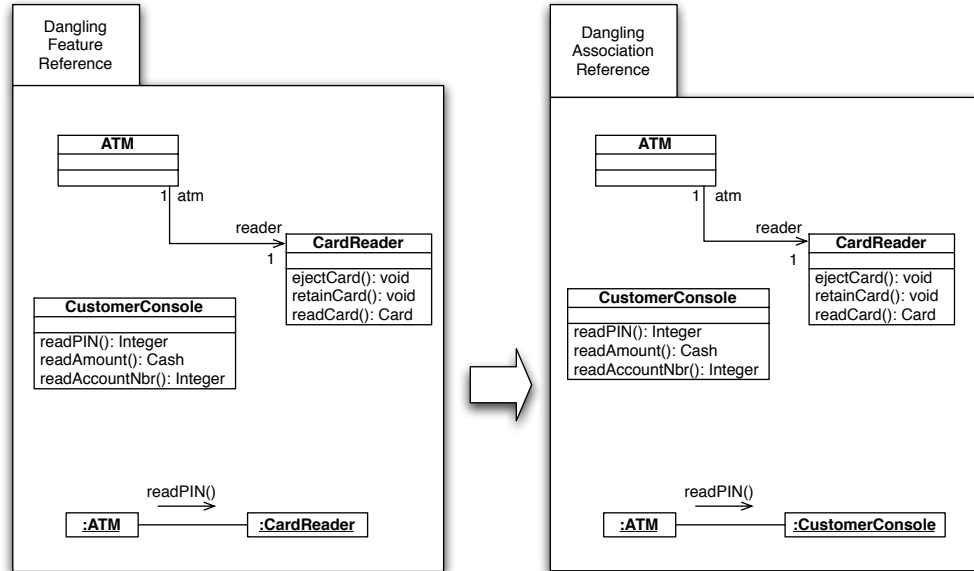 Dangling
Feature
Reference
ATM
1 atm
reader
1
CardReader
ejectCard(): void
retainCard(): void
readCard(): Card
CustomerConsole
readPIN(): Integer
readAmount(): Cash
readAccountNbr(): Integer
readPIN()
:ATM
:CardReader
Dangling
Association
Reference
ATM
1 atm
reader
1
CardReader
ejectCard(): void
retainCard(): void
readCard(): Card
CustomerConsole
readPIN(): Integer
readAmount(): Cash
readAccountNbr(): Integer
readPIN()
:ATM
:CustomerConsole